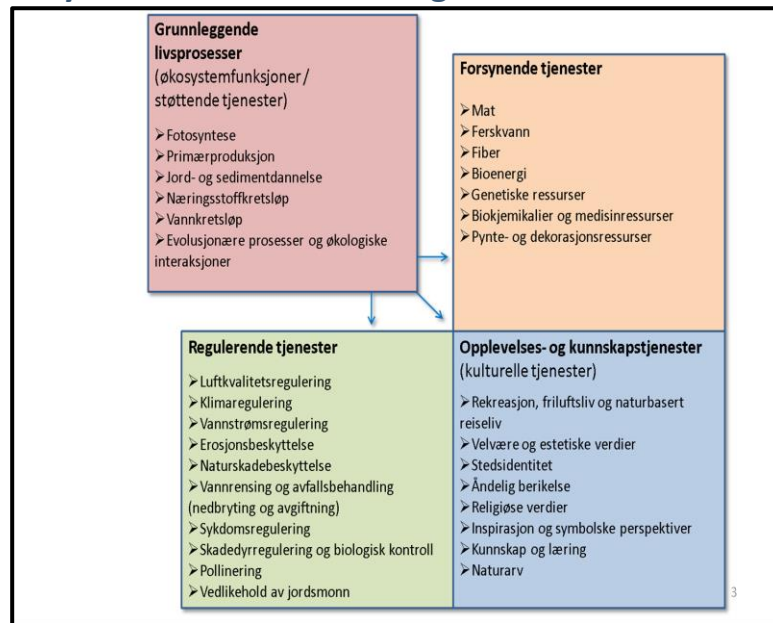 Grunnleggende
livsprosesser
(økosystemfunksjoner /
støttende tjenester)
➢Fotosyntese
➢Primærproduksjon
➢Jord- og sedimentdannelse
➢Næringsstoffkretsløp
➢Vannkretsløp
➢Evolusjonære prosesser og økologiske
interaksjoner
Forsynende tjenester
➢Mat
➢Ferskvann
➢Fiber
➢Bioenergi
➢Genetiske ressurser
➢Biokjemikalier og medisinressurser
➢Pynte- og dekorasjonsressurser
Regulerende tjenester
➢Luftkvalitetsregulering
➢Klimaregulering
➢Vannstrømsregulering
➢Erosjonsbeskyttelse
➢Naturskadebeskyttelse
➢Vannrensing og avfallsbehandling
(nedbryting og avgiftning)
➢Sykdomsregulering
➢Skadedyrregulering og biologisk kontroll
➢Pollinering
➢Vedlikehold av jordsmonn
Opplevelses- og kunnskapstjenester
(kulturelle tjenester)
➢Rekreasjon, friluftsliv og naturbasert
reiseliv
➢Velvære og estetiske verdier
➢Stedsidentitet
➢Åndelig berikelse
➢Religiøse verdier
➢Inspirasjon og symbolske perspektiver
➢Kunnskap og læring
➢Naturarv
3